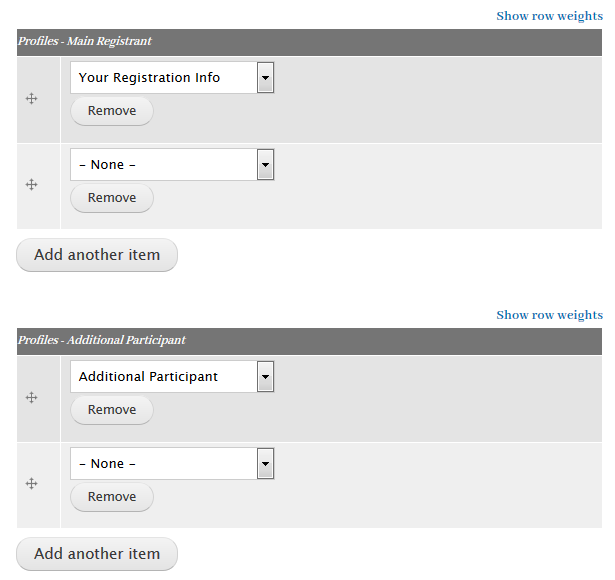 Show row weights
Profiles - Main Registrant
Your Registration Info
Remove
- None -
Remove
Add another item
Show row weights
Profiles - Additional Participant
Additional Participant
Remove
- None -
Remove
Add another item